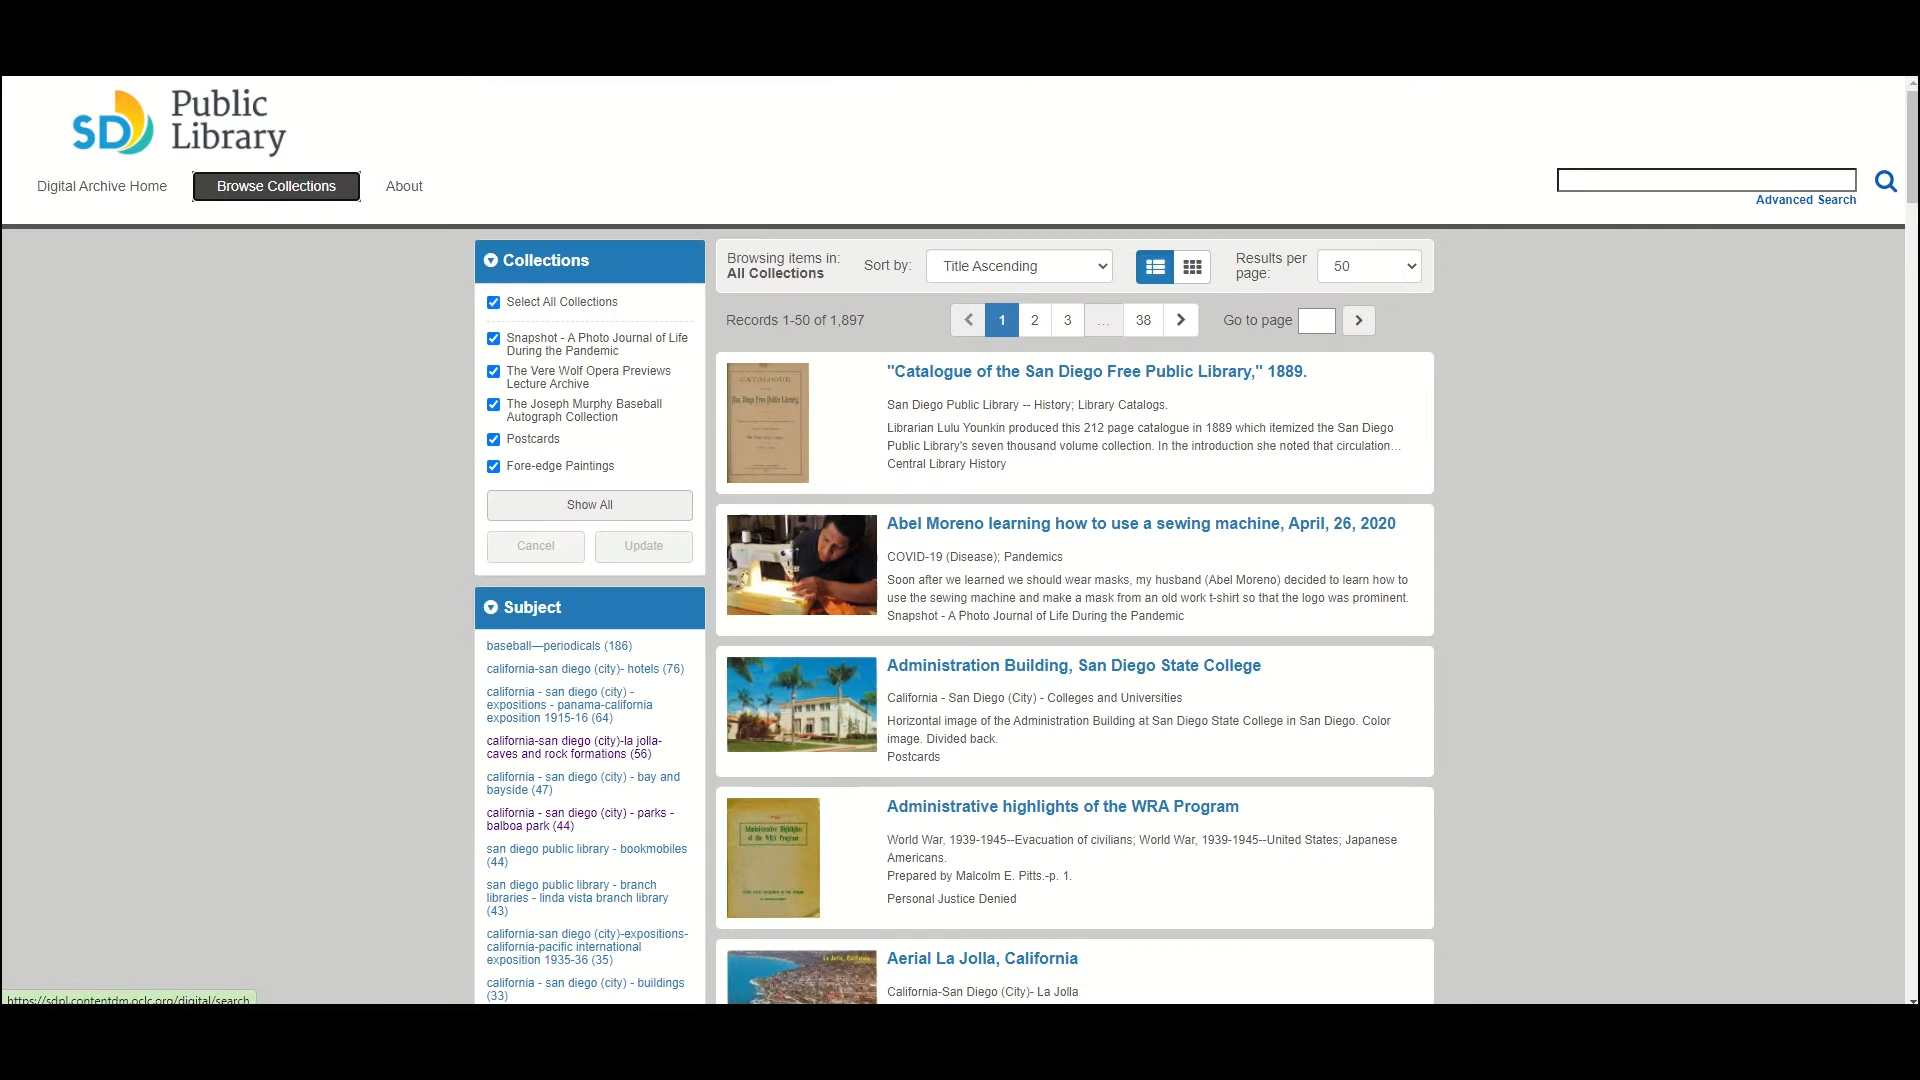 SD Public
Library
Digital Archive Home Browse Collections About
Advanced Search
Collections
Select All Collections
Snapshot - A Photo Journal of Life
During the Pandemic
The Vere Wolf Opera Previews
Lecture Archive
The Joseph Murphy Baseball
Autograph Collection
Postcards
Fore-edge Paintings
Show All
Cancel Update
Subject
baseball—periodicals (186)
california-san diego (city)- hotels (76)
california - san diego (city) -
expositions - panama-california
exposition 1915-16 (64)
california-san diego (city)-la jolla-
caves and rock formations (56)
california - san diego (city) - bay and
bayside (47)
california - san diego (city) - parks -
balboa park (44)
san diego public library - bookmobiles
(44)
san diego public library - branch
libraries - linda vista branch library
(43)
california-san diego (city)-expositions-
california-pacific international
exposition 1935-36 (35)
california - san diego (city) - buildings
(33)
https://sdpl.contentdm.oclc.org/digital/search
Browsing items in:
All Collections
Sort by: Title Ascending
Results per
page: 50
Records 1-50 of 1,897
1 2 3 ... 38
Go to page
CATALOGUE
San Diego Free Public Library,
"Catalogue of the San Diego Free Public Library," 1889.
San Diego Public Library -- History; Library Catalogs.
Librarian Lulu Younkin produced this 212 page catalogue in 1889 which itemized the San Diego
Public Library's seven thousand volume collection. In the introduction she noted that circulation...
Central Library History
Abel Moreno learning how to use a sewing machine, April, 26, 2020
COVID-19 (Disease); Pandemics
Soon after we learned we should wear masks, my husband (Abel Moreno) decided to learn how to
use the sewing machine and make a mask from an old work t-shirt so that the logo was prominent.
Snapshot - A Photo Journal of Life During the Pandemic
Administration Building, San Diego State College
California - San Diego (City) - Colleges and Universities
Horizontal image of the Administration Building at San Diego State College in San Diego. Color
image. Divided back.
Postcards
Administrative Highlights
of the WRA Program
Administrative highlights of the WRA Program
World War, 1939-1945--Evacuation of civilians; World War, 1939-1945--United States; Japanese
Americans.
Prepared by Malcolm E. Pitts.-p. 1.
Personal Justice Denied
La Jolla, California
Aerial La Jolla, California
California-San Diego (City)- La Jolla